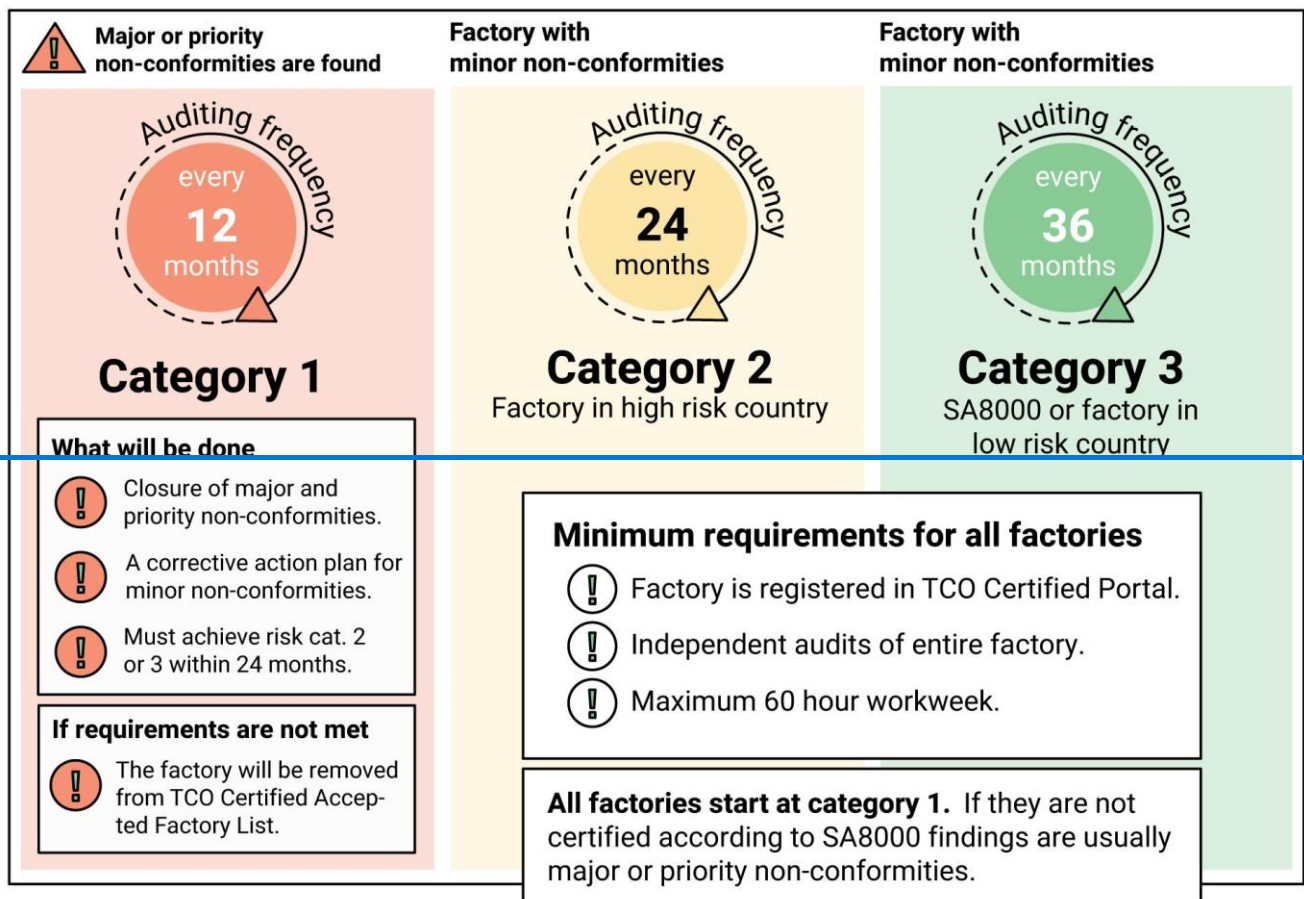 Major or priority
non-conformities are found
Auditing frequency
every
12
months
Category 1
What will be done
Closure of major and
priority non-conformities.
A corrective action plan for
minor non-conformities.
Must achieve risk cat. 2
or 3 within 24 months.
If requirements are not met
The factory will be removed
from TCO Certified Accep-
ted Factory List.
Factory with
minor non-conformities
Auditing frequency
every
24
months
Category 2
Factory in high risk country
Factory with
minor non-conformities
Auditing frequency
every
36
months
Category 3
SA8000 or factory in
low risk country
Minimum requirements for all factories
Factory is registered in TCO Certified Portal.
Independent audits of entire factory.
Maximum 60 hour workweek.
All factories start at category 1. If they are not
certified according to SA8000 findings are usually
major or priority non-conformities.